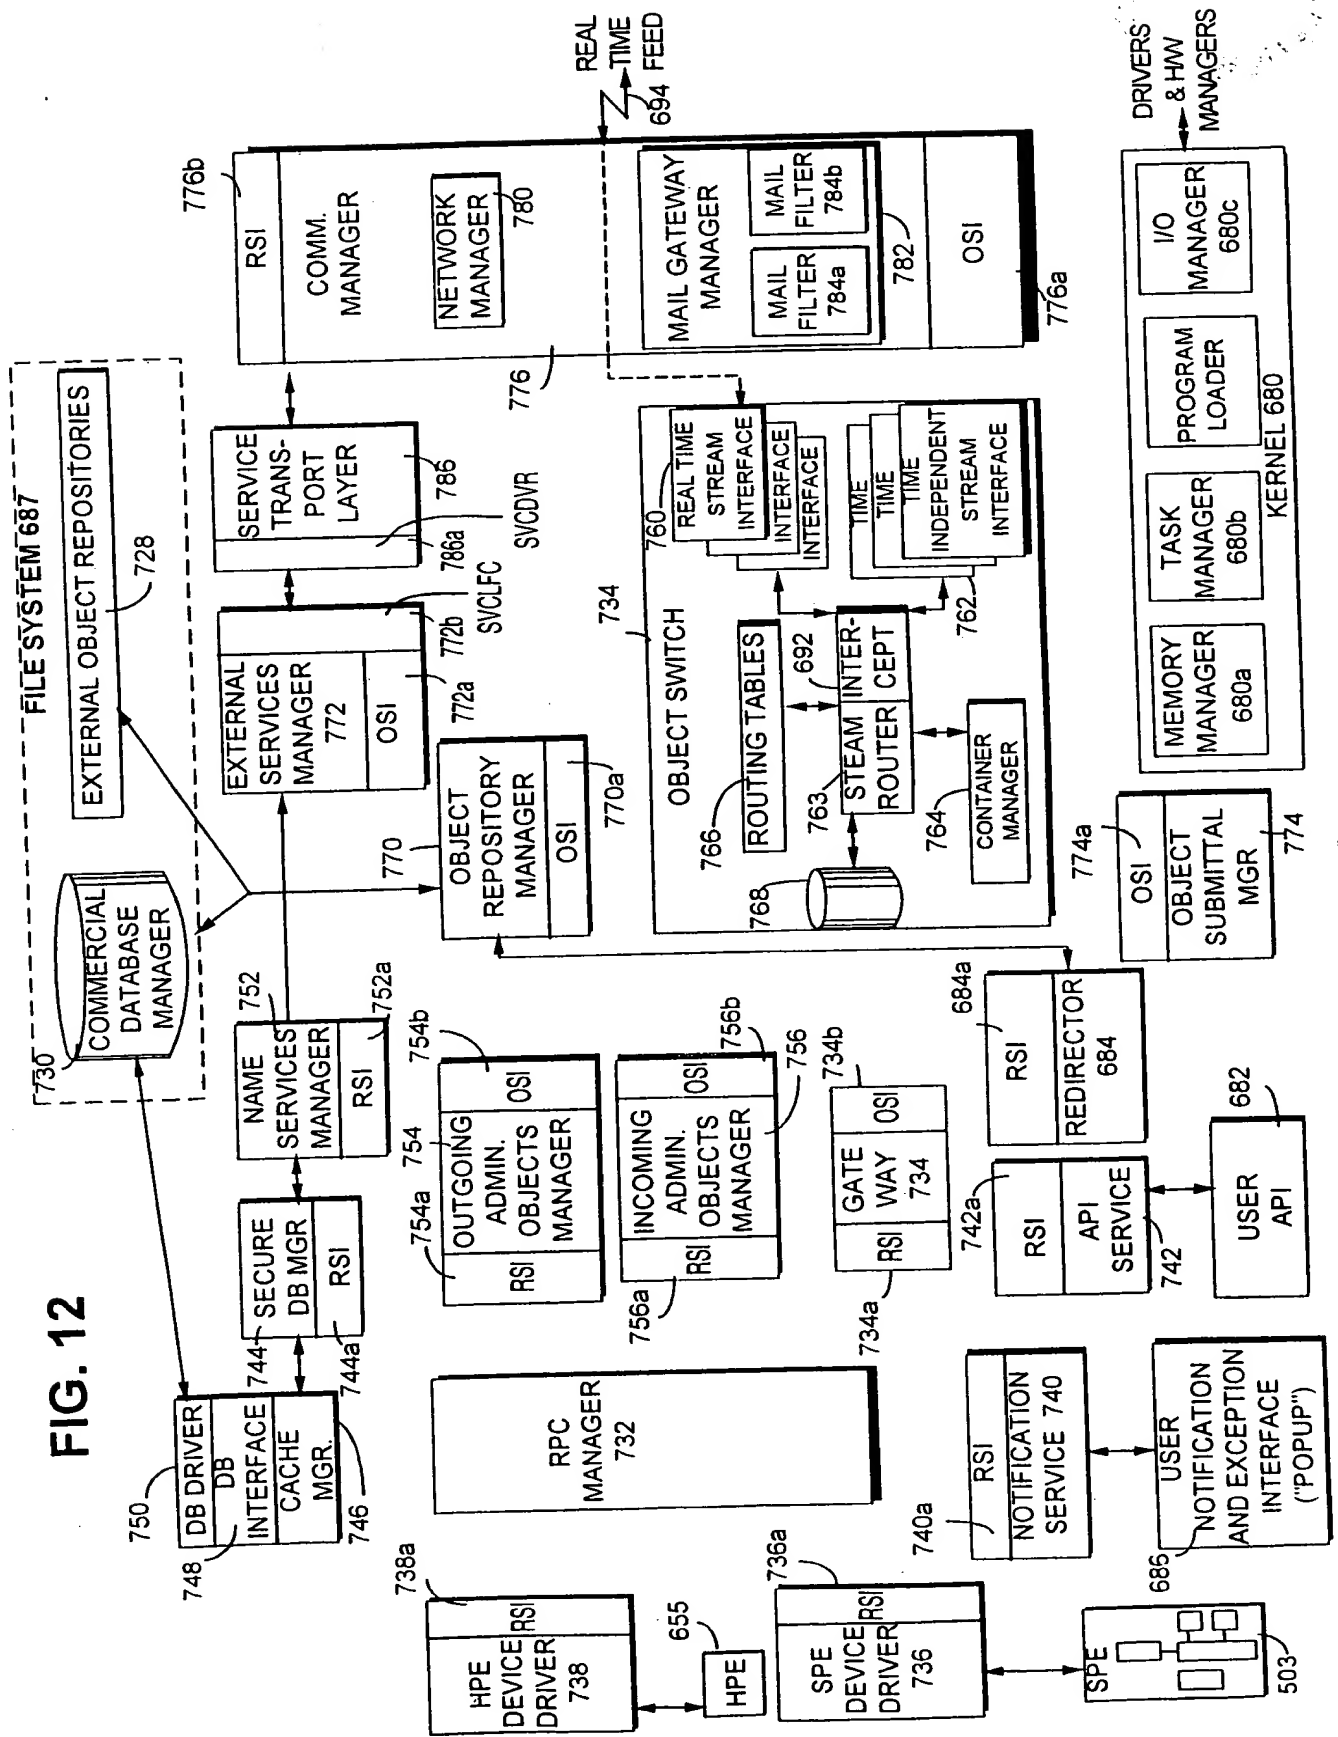 FIG. 12
FILE SYSTEM 687
EXTERNAL OBJECT REPOSITORIES
728
730
COMMERCIAL
DATABASE
MANAGER
750
DB DRIVER
748
DB
INTERFACE
CACHE
MGR.
746
744
SECURE
DB MGR
RSI
744a
NAME
SERVICES
MANAGER
752
RSI
752a
EXTERNAL
SERVICES
MANAGER
772
OSI
772a
772b
SVCLFC
SERVICE
TRANS-
PORT
LAYER
786
786a
SVCDVR
776b
RSI
COMM.
MANAGER
NETWORK
MANAGER
780
776
MAIL GATEWAY
MANAGER
MAIL
FILTER
784a
MAIL
FILTER
784b
782
OSI
776a
REAL
TIME
FEED
694
738a
HPE
DEVICE
DRIVER
738
RSI
655
HPE
736a
SPE
DEVICE
DRIVER
736
RSI
SPE
503
RPC
MANAGER
732
754a
754
754b
RSI
OUTGOING
ADMIN.
OBJECTS
MANAGER
OSI
RSI
INCOMING
ADMIN.
OBJECTS
MANAGER
OSI
756a
756
756b
734b
RSI
GATE
WAY
734
OSI
734a
770
OBJECT
REPOSITORY
MANAGER
OSI
770a
734
OBJECT SWITCH
760
REAL TIME
STREAM
INTERFACE
INTERFACE
INTERFACE
TIME
TIME
TIME
INDEPENDENT
STREAM
INTERFACE
762
766
ROUTING TABLES
692
763
STEAM
ROUTER
INTER-
CEPT
768
764
CONTAINER
MANAGER
740a
RSI
NOTIFICATION
SERVICE 740
USER
NOTIFICATION
AND EXCEPTION
INTERFACE
("POPUP")
686
742a
RSI
API
SERVICE
742
USER
API
682
684a
RSI
REDIRECTOR
684
774a
OSI
OBJECT
SUBMITTAL
MGR
774
MEMORY
MANAGER
680a
TASK
MANAGER
680b
PROGRAM
LOADER
I/O
MANAGER
680c
KERNEL 680
DRIVERS
& H/W
MANAGERS